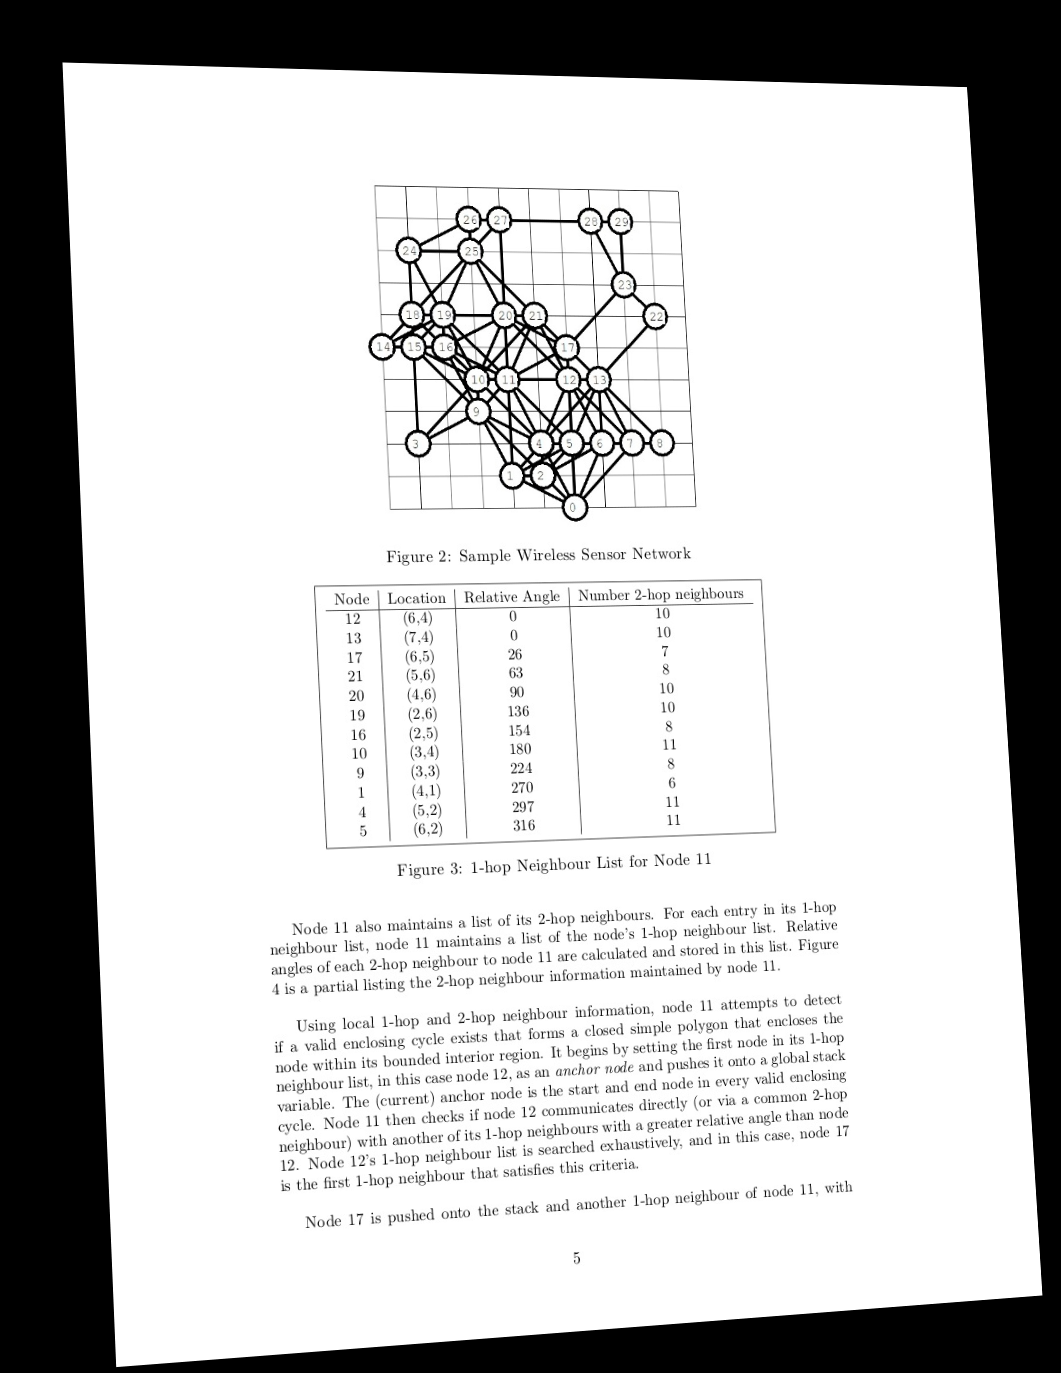 26 27 28 29
24 25
23
18 19 20 21 22
14 15 16 17
10 11 12 13
9
3 4 5 6 7 8
1 2
0
Figure 2: Sample Wireless Sensor Network
Node Location Relative Angle Number 2-hop neighbours
12 (6,4) 0 10
13 (7,4) 0 10
17 (6,5) 26 7
21 (5,6) 63 8
20 (4,6) 90 10
19 (2,6) 136 10
16 (2,5) 154 8
10 (3,4) 180 11
9 (3,3) 224 8
1 (4,1) 270 6
4 (5,2) 297 11
5 (6,2) 316 11
Figure 3: 1-hop Neighbour List for Node 11
Node 11 also maintains a list of its 2-hop neighbours. For each entry in its 1-hop
neighbour list, node 11 maintains a list of the node's 1-hop neighbour list. Relative
angles of each 2-hop neighbour to node 11 are calculated and stored in this list. Figure
4 is a partial listing the 2-hop neighbour information maintained by node 11.
Using local 1-hop and 2-hop neighbour information, node 11 attempts to detect
if a valid enclosing cycle exists that forms a closed simple polygon that encloses the
node within its bounded interior region. It begins by setting the first node in its 1-hop
neighbour list, in this case node 12, as an anchor node and pushes it onto a global stack
variable. The (current) anchor node is the start and end node in every valid enclosing
cycle. Node 11 then checks if node 12 communicates directly (or via a common 2-hop
neighbour) with another of its 1-hop neighbours with a greater relative angle than node
12. Node 12's 1-hop neighbour list is searched exhaustively, and in this case, node 17
is the first 1-hop neighbour that satisfies this criteria.
Node 17 is pushed onto the stack and another 1-hop neighbour of node 11, with
5